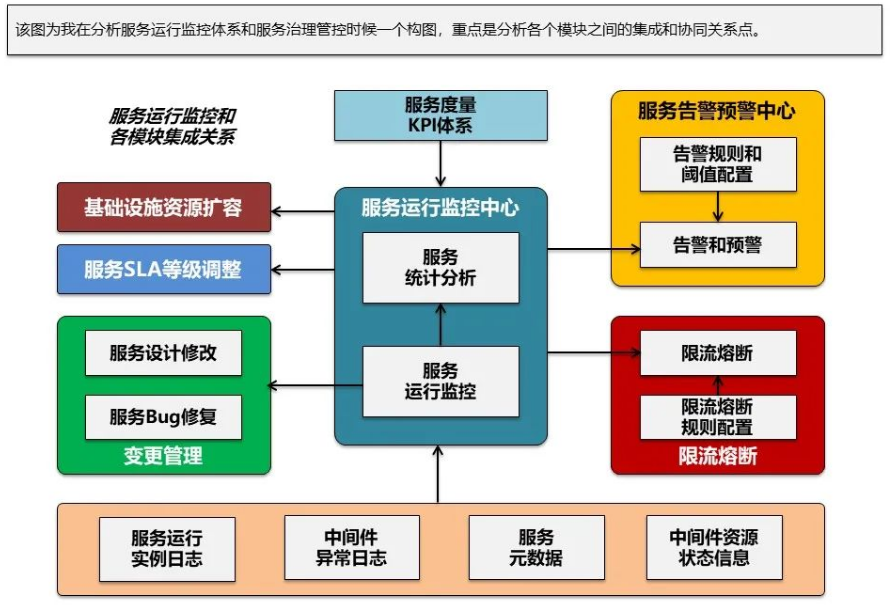 该图为我在分析服务运行监控体系和服务治理管控时候一个构图，重点是分析各个模块之间的集成和协同关系点。
服务运行监控和
各模块集成关系
服务度量
KPI体系
服务告警预警中心
告警规则和
阈值配置
告警和预警
基础设施资源扩容
服务SLA等级调整
服务运行监控中心
服务
统计分析
服务
运行监控
服务设计修改
服务Bug修复
变更管理
限流熔断
限流熔断
规则配置
限流熔断
服务运行
实例日志
中间件
异常日志
服务
元数据
中间件资源
状态信息